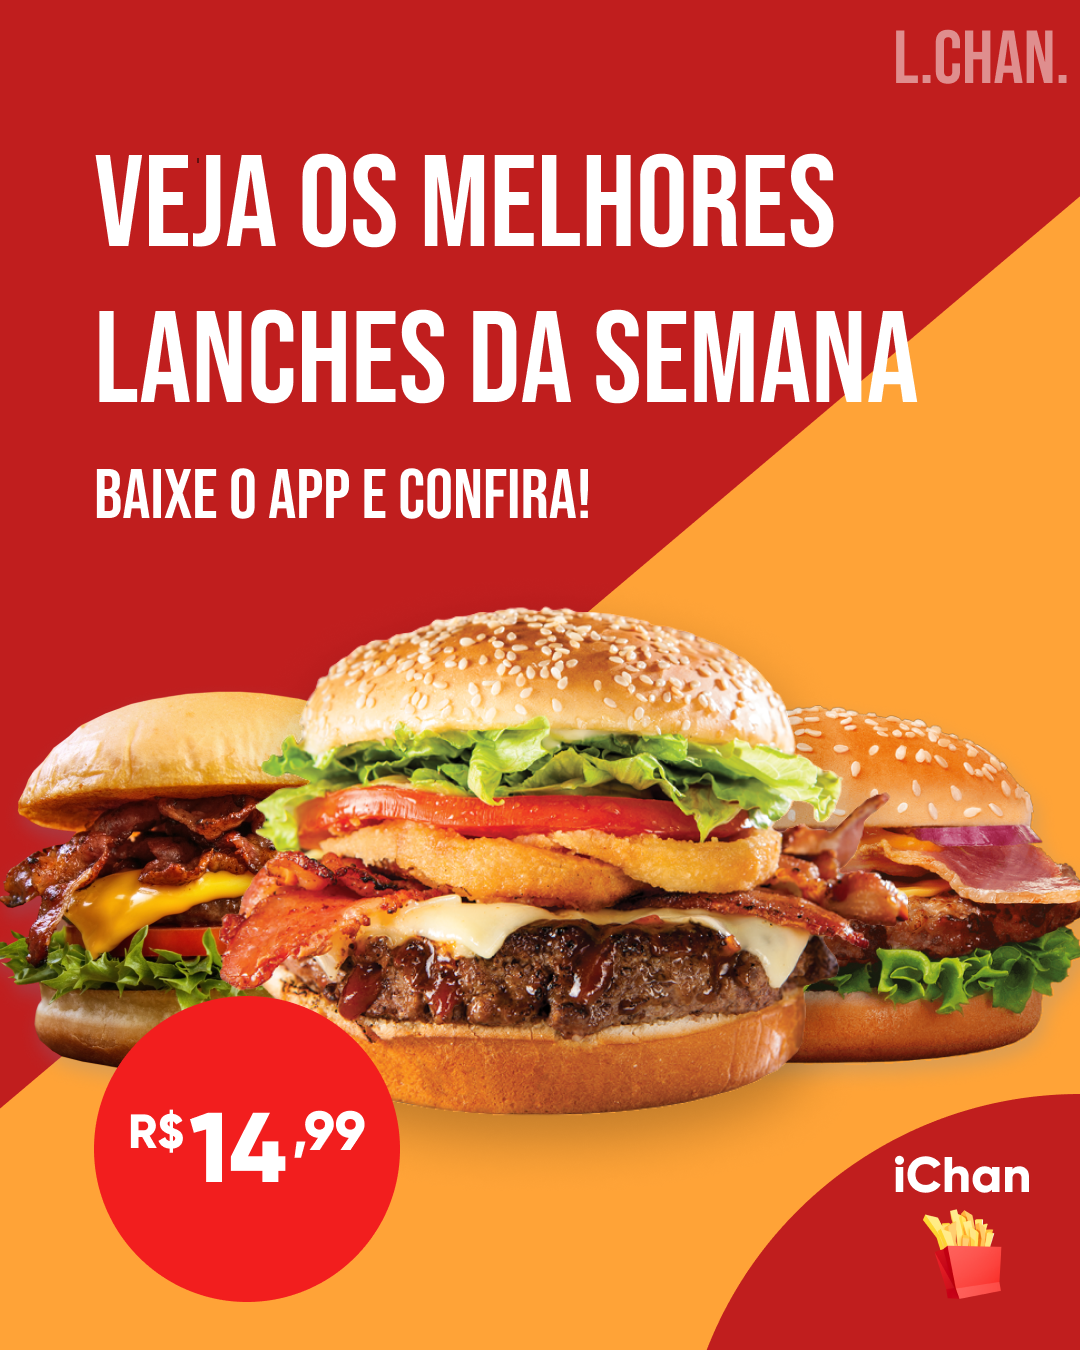 L.CHAN.
VEJA OS MELHORES
LANCHES DA SEMANA
BAIXE O APP E CONFIRA!
R$14,99
iChan